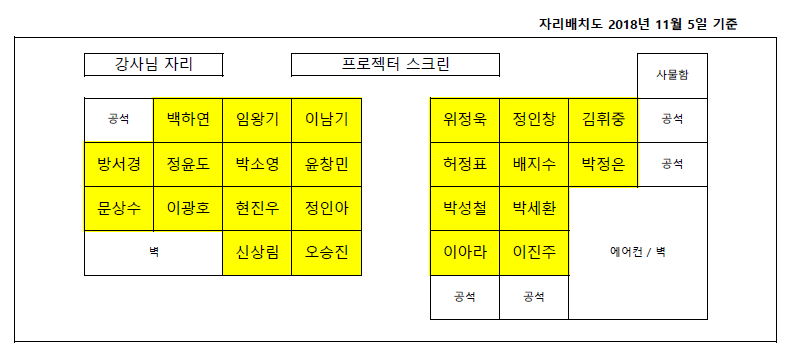 자리배치도 2018년 11월 5일 기준
강사님 자리 프로젝터 스크린
사물함
공석 백하연 임왕기 이남기 위정욱 정인창 김휘중 공석
방서경 정윤도 박소영 윤창민 허정표 배지수 박정은 공석
문상수 이광호 현진우 정인아 박성철 박세환
벽 신상림 오승진 이아라 이진주 에어컨 / 벽
공석 공석